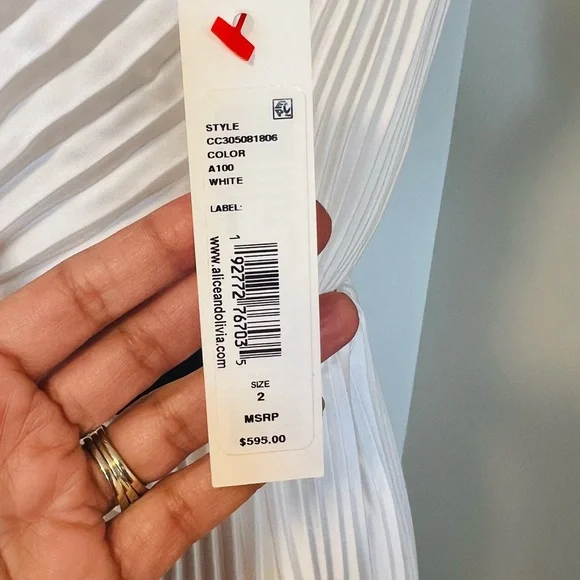 STYLE
CC305081806
COLOR
A100
WHITE
LABEL:
1 92772 76703 5
www.aliceandolivia.com
SIZE
2
MSRP
$595.00